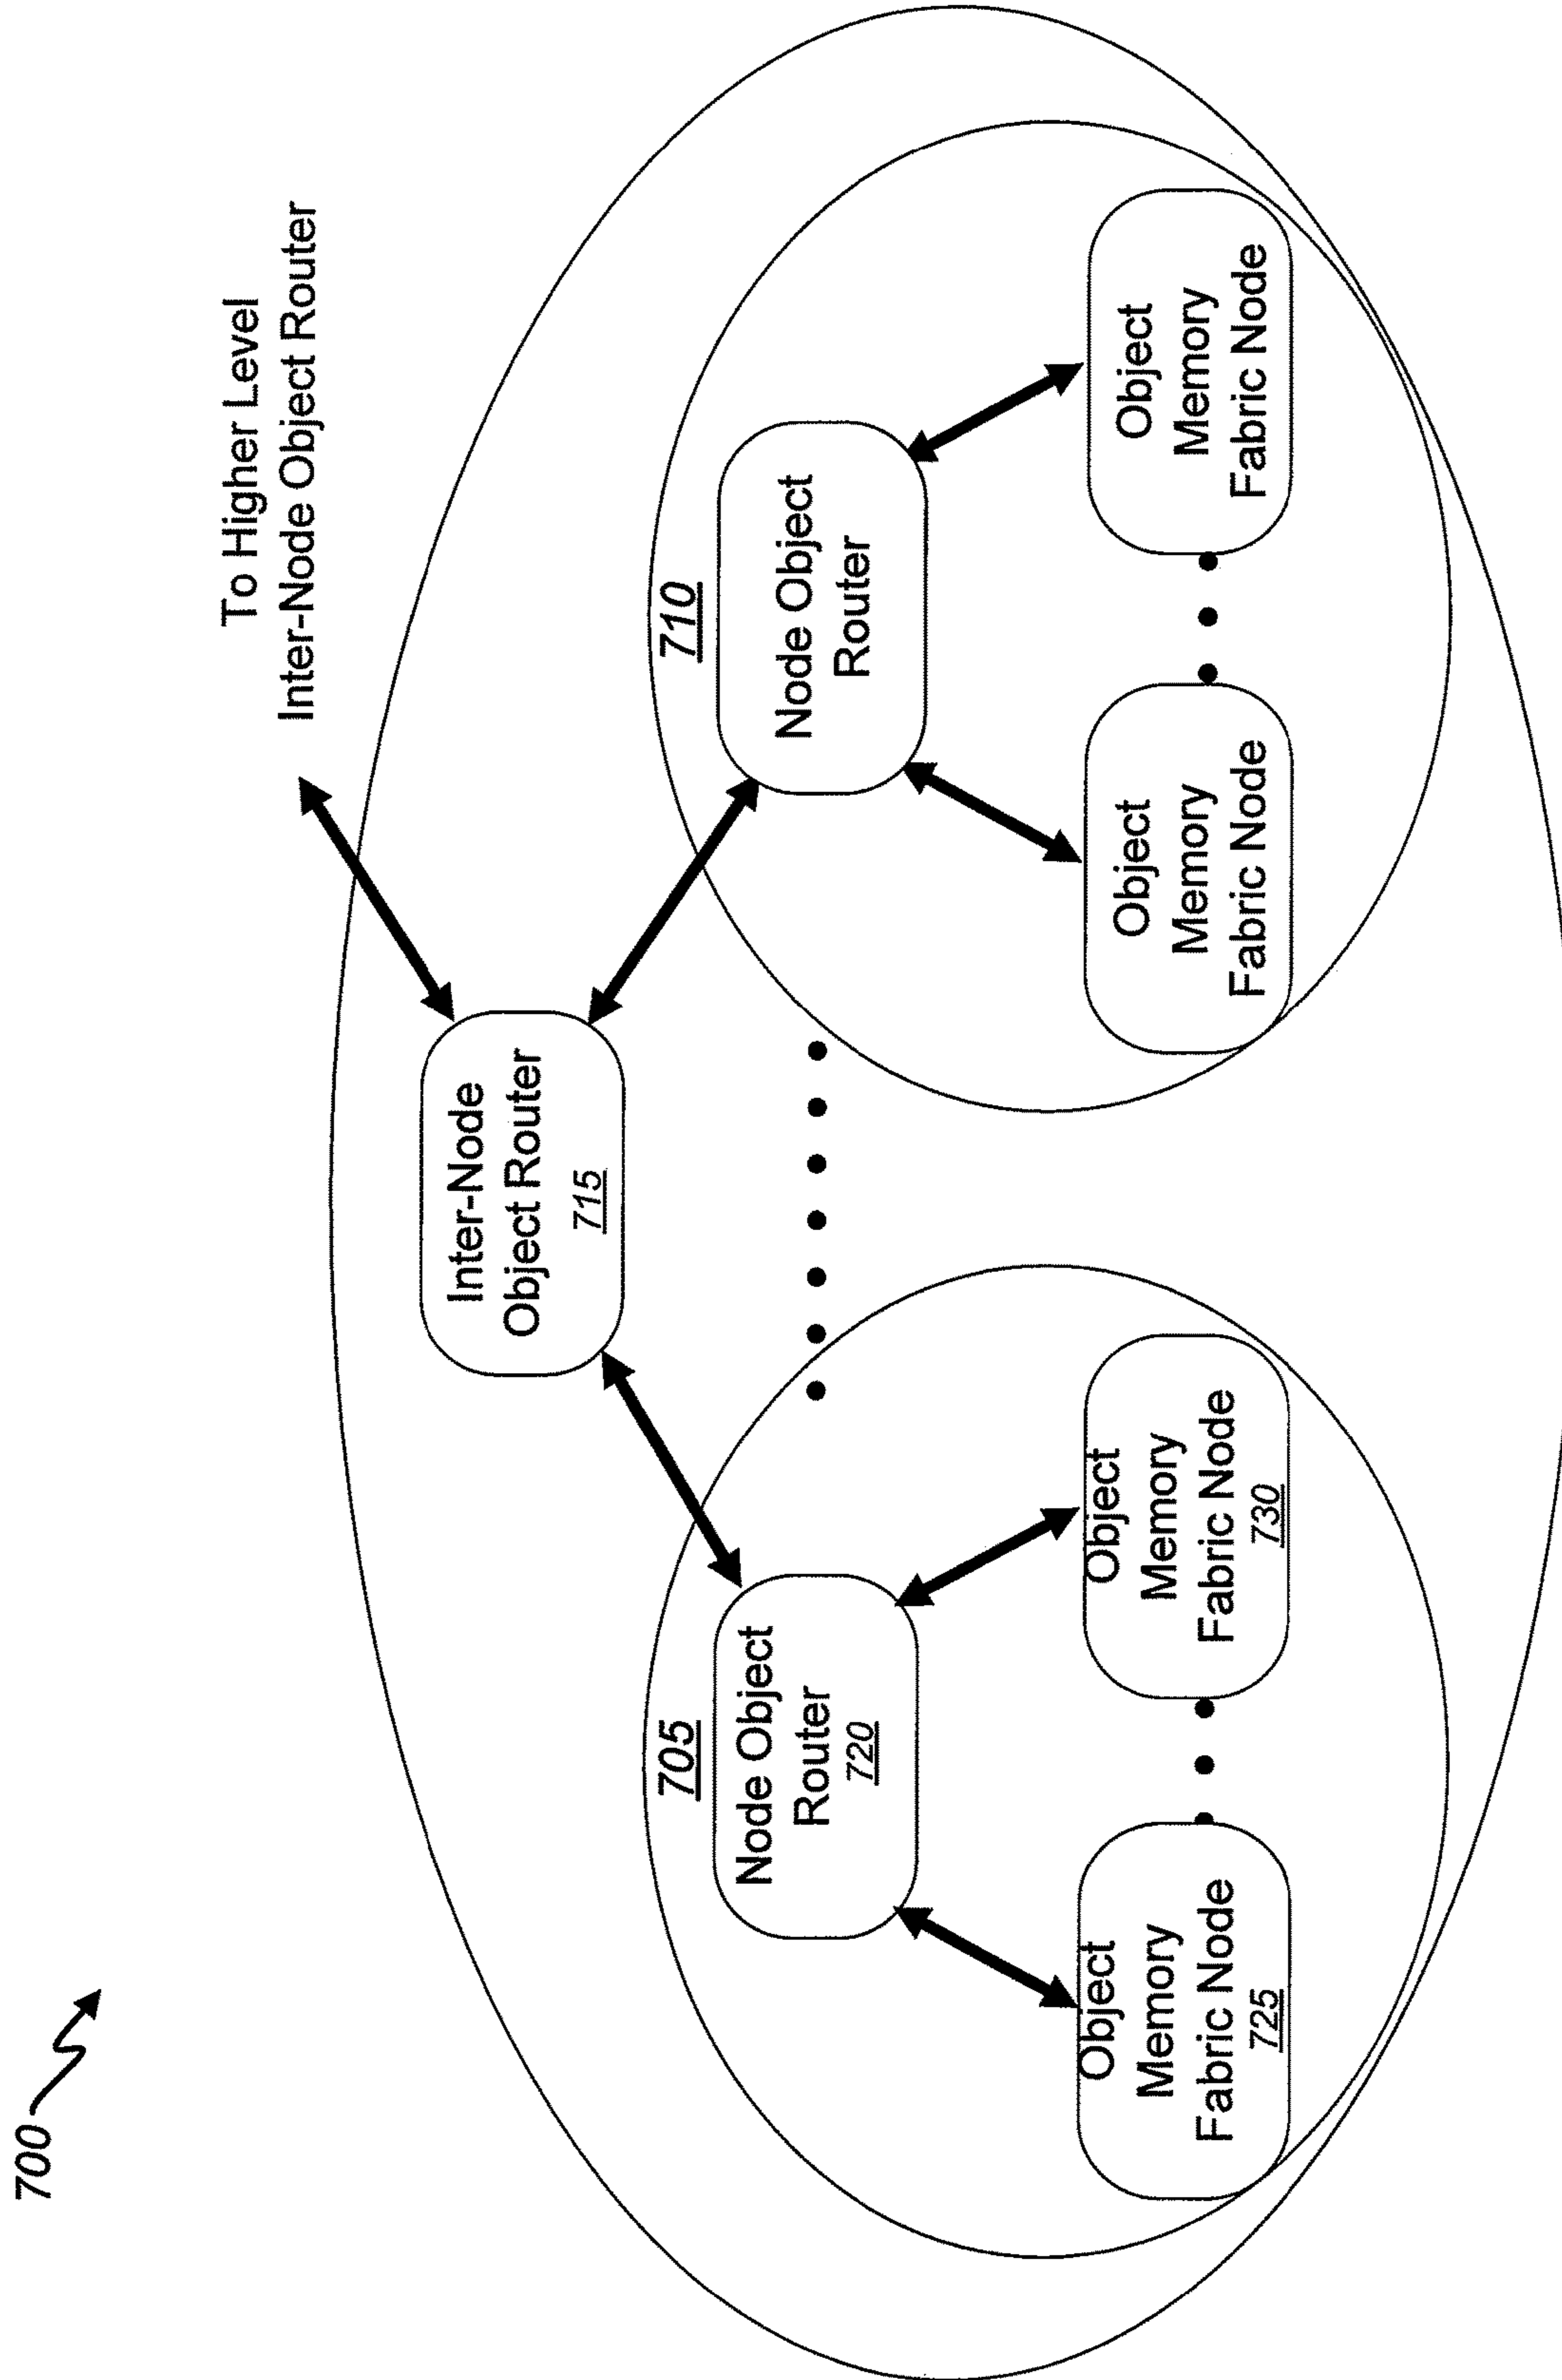 700
To Higher Level
Inter-Node Object Router
Inter-Node
Object Router
715
705
Node Object
Router
720
710
Node Object
Router
Object
Memory
Fabric Node
725
Object
Memory
Fabric Node
730
Object
Memory
Fabric Node
Object
Memory
Fabric Node